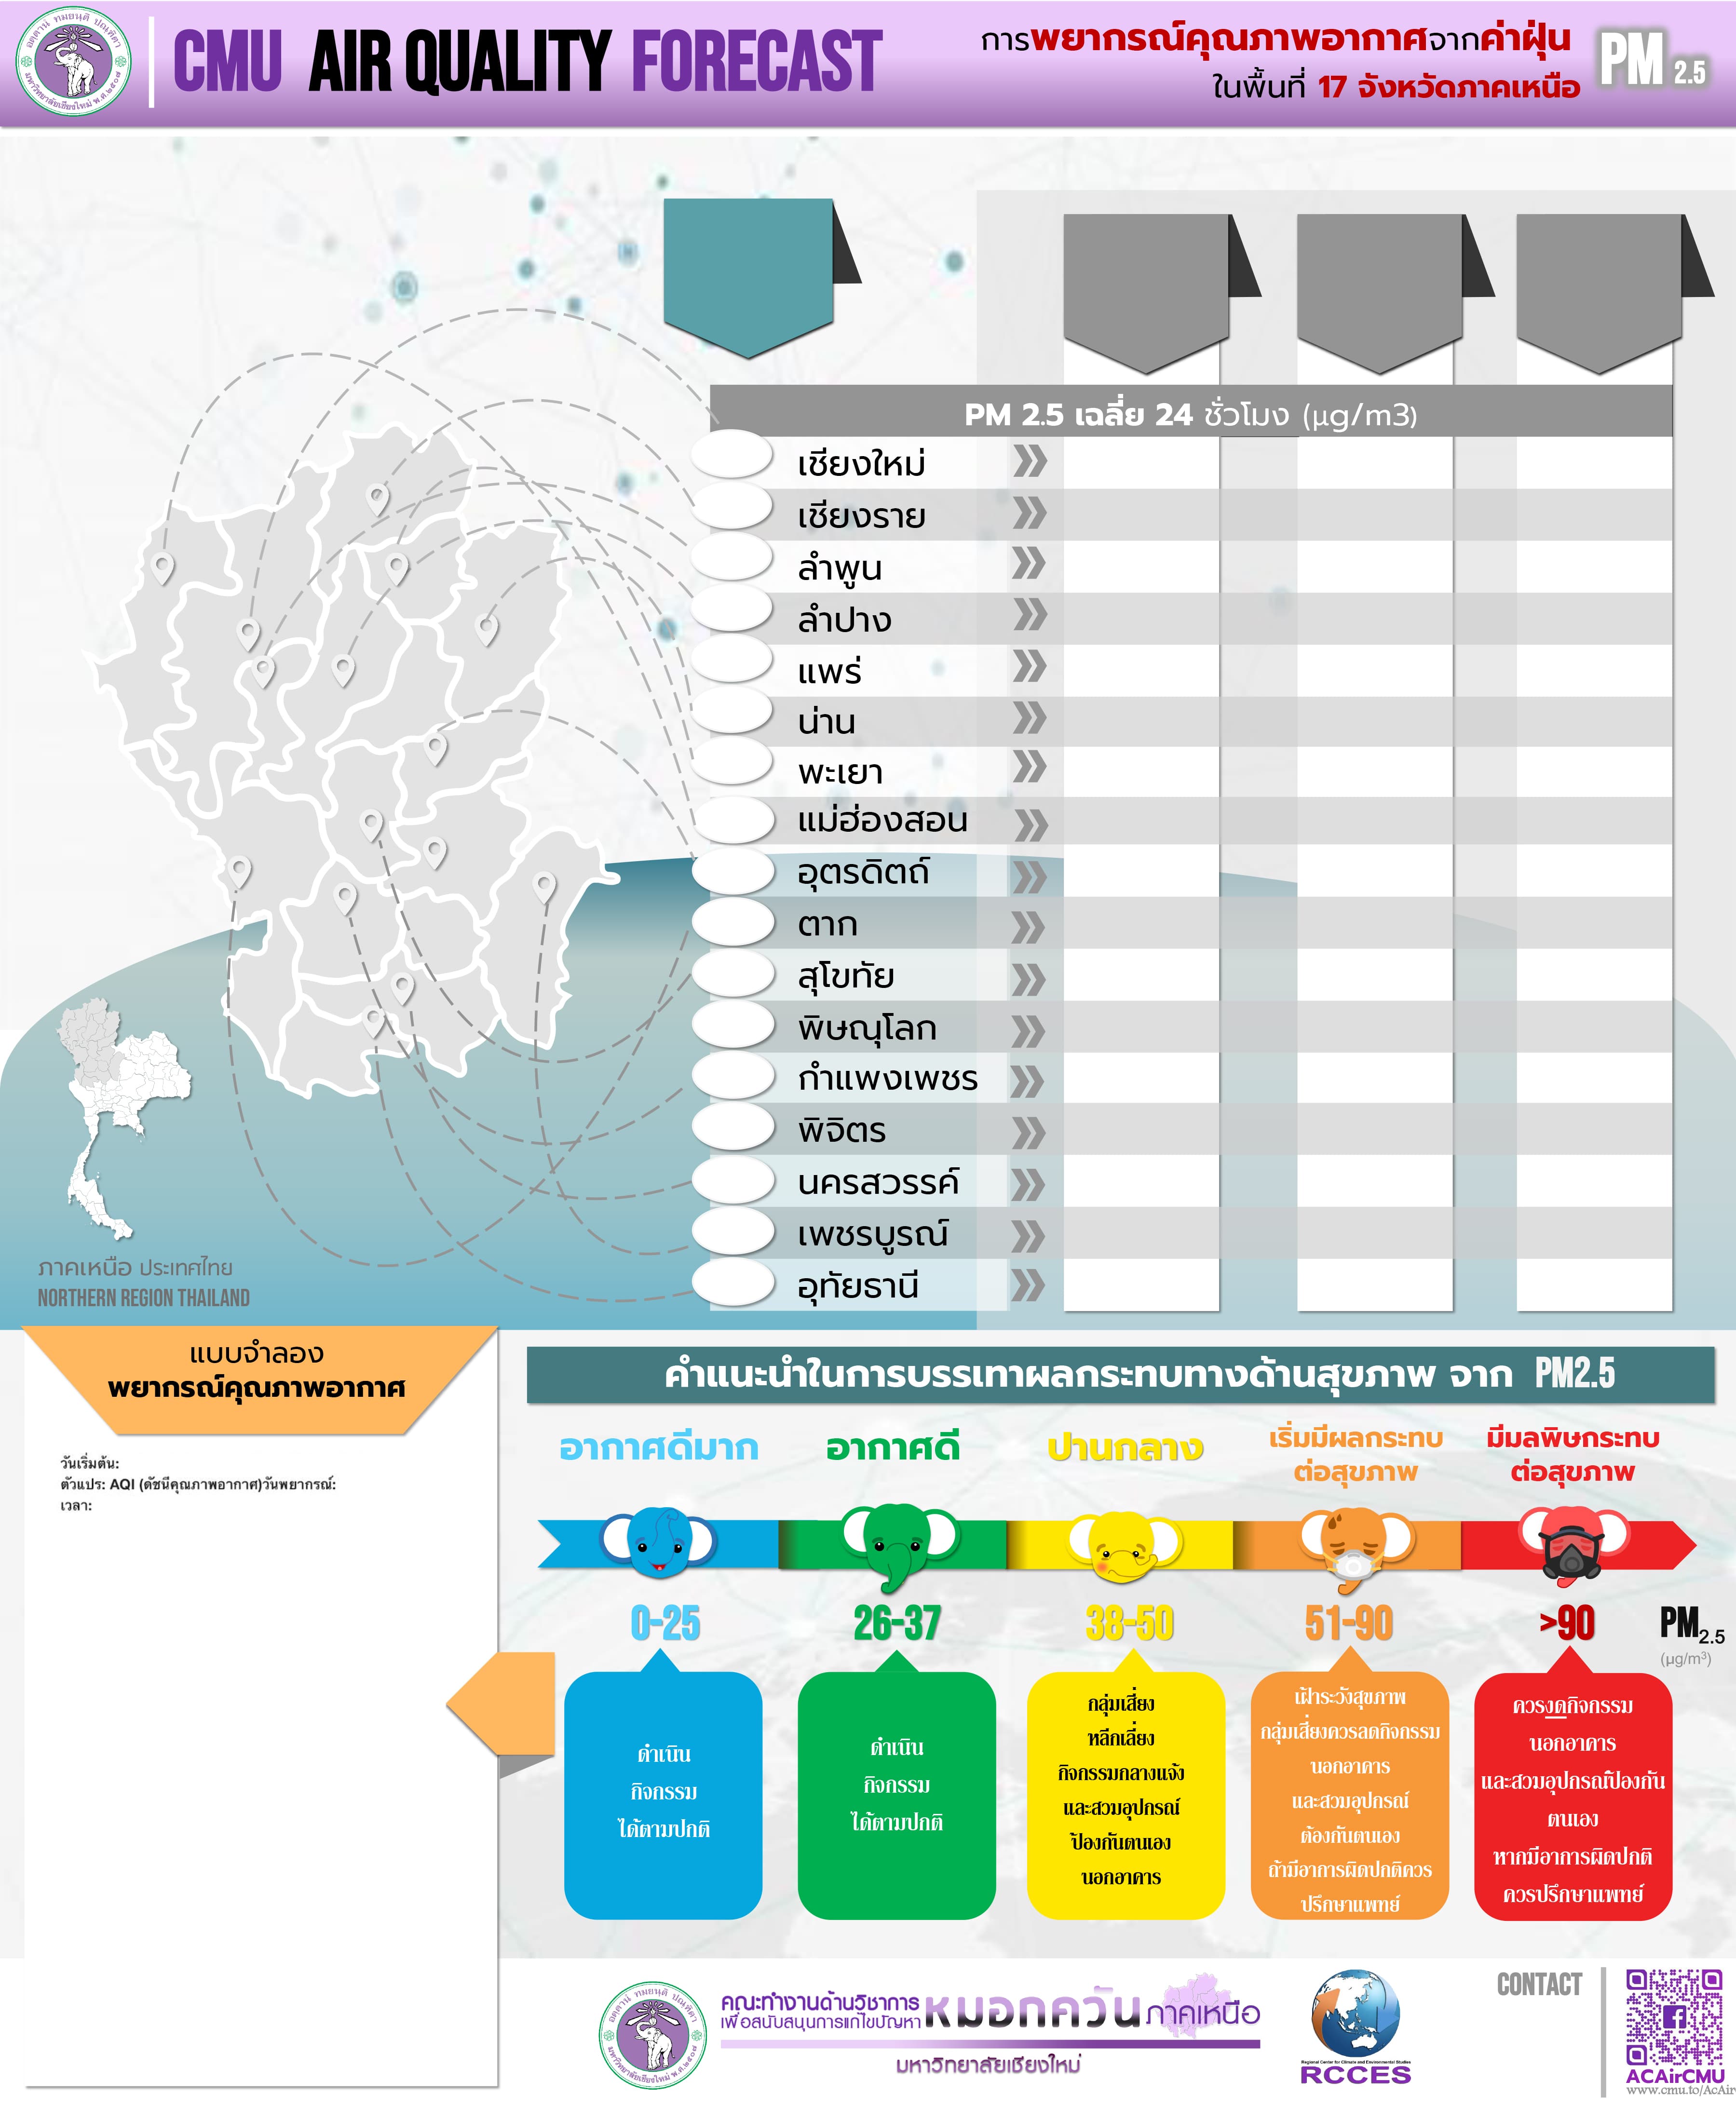 CMU AIR QUALITY FORECAST
การพยากรณ์คุณภาพอากาศจากค่าฝุ่น PM 2.5
ในพื้นที่ 17 จังหวัดภาคเหนือ
PM 2.5 เฉลี่ย 24 ชั่วโมง (µg/m3)
เชียงใหม่
เชียงราย
ลำพูน
ลำปาง
แพร่
น่าน
พะเยา
แม่ฮ่องสอน
อุตรดิตถ์
ตาก
สุโขทัย
พิษณุโลก
กำแพงเพชร
พิจิตร
นครสวรรค์
เพชรบูรณ์
อุทัยธานี
ภาคเหนือ ประเทศไทย
NORTHERN REGION THAILAND
แบบจำลอง
พยากรณ์คุณภาพอากาศ
วันเริ่มต้น:
ตัวแปร: AQI (ดัชนีคุณภาพอากาศ)วันพยากรณ์:
เวลา:
คำแนะนำในการบรรเทาผลกระทบทางด้านสุขภาพ จาก PM2.5
อากาศดีมาก
อากาศดี
ปานกลาง
เริ่มมีผลกระทบ
ต่อสุขภาพ
มีมลพิษกระทบ
ต่อสุขภาพ
0-25
26-37
38-50
51-90
>90
PM2.5
(µg/m³)
ดำเนิน
กิจกรรม
ได้ตามปกติ
ดำเนิน
กิจกรรม
ได้ตามปกติ
กลุ่มเสี่ยง
หลีกเลี่ยง
กิจกรรมกลางแจ้ง
และสวมอุปกรณ์
ป้องกันตนเอง
นอกอาคาร
เฝ้าระวังสุขภาพ
กลุ่มเสี่ยงควรลดกิจกรรม
นอกอาคาร
และสวมอุปกรณ์
ต้องกันตนเอง
ถ้ามีอาการผิดปกติควร
ปรึกษาแพทย์
ควรงดกิจกรรม
นอกอาคาร
และสวมอุปกรณ์ป้องกัน
ตนเอง
หากมีอาการผิดปกติ
ควรปรึกษาแพทย์
คณะทำงานด้านวิชาการ
เพื่อสนับสนุนการแก้ไขปัญหา
หมอกควันภาคเหนือ
มหาวิทยาลัยเชียงใหม่
Regional Center for Climate and Environmental Studies
RCCES
CONTACT
ACAirCMU
www.cmu.to/AcAir